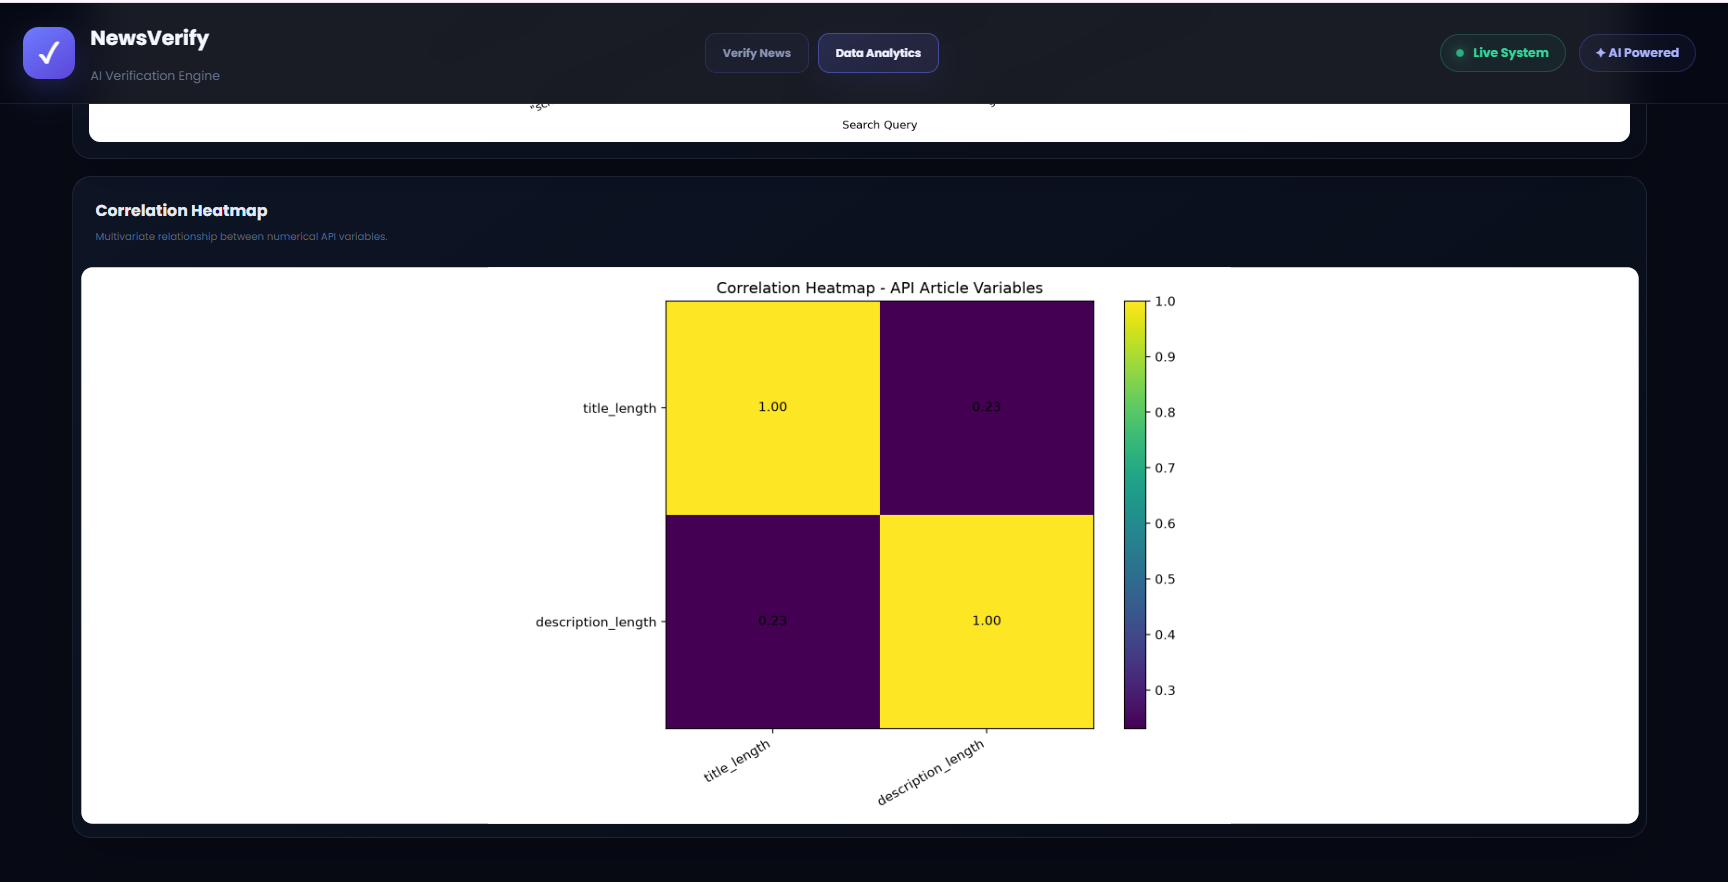 NewsVerify
AI Verification Engine
Verify News
Data Analytics
Live System
AI Powered
Search Query
Correlation Heatmap
Multivariate relationship between numerical API variables.
Correlation Heatmap - API Article Variables
title_length
1.00
0.23
description_length
0.23
1.00
title_length
description_length
1.0
0.9
0.8
0.7
0.6
0.5
0.4
0.3